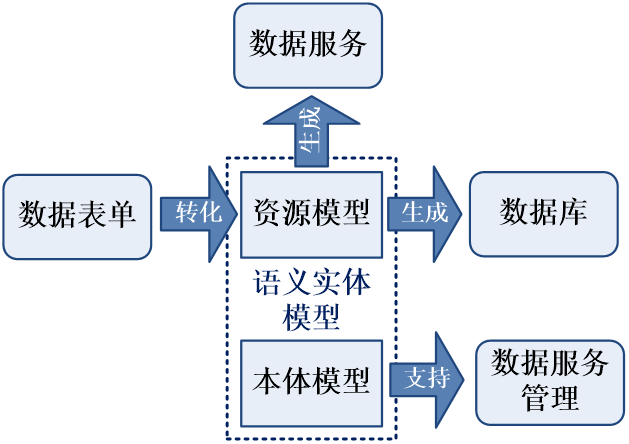 数据服务
生成
数据表单
转化
资源模型
生成
数据库
语义实体
模型
本体模型
支持
数据服务
管理